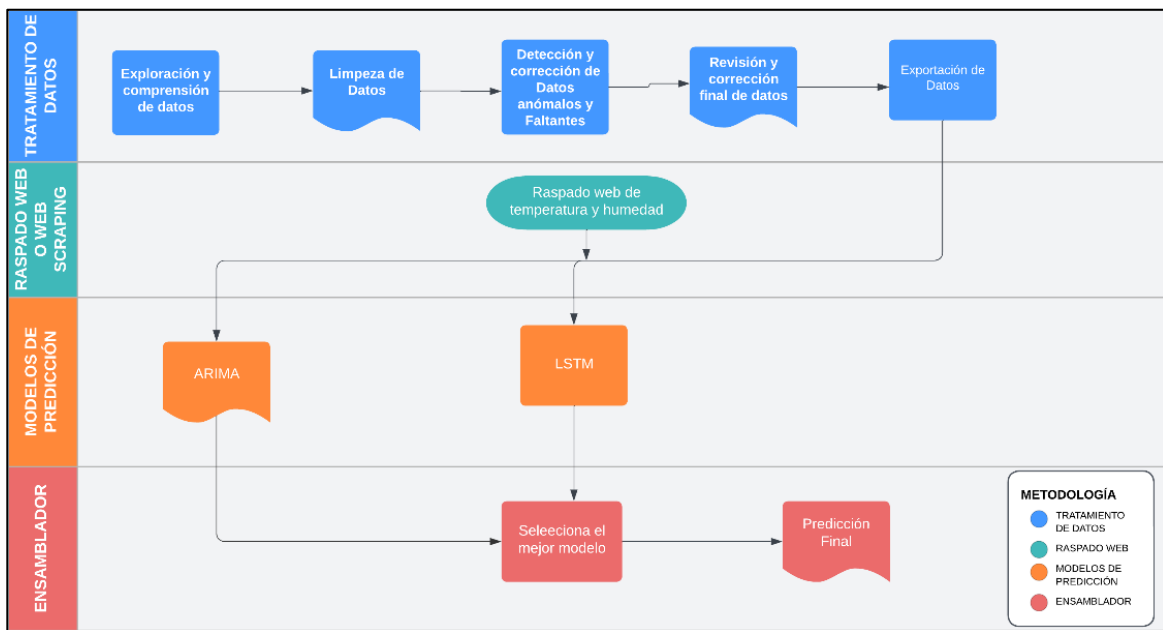 TRATAMIENTO DE
DATOS
Exploración y
comprensión
de datos
Limpeza de
Datos
Detección y
corrección de
Datos
anómalos y
Faltantes
Revisión y
corrección
final de datos
Exportación de
Datos
RASPADO WEB
O WEB
SCRAPING
Raspado web de
temperatura y humedad
MODELOS DE
PREDICCIÓN
ARIMA
LSTM
ENSAMBLADOR
Seleeciona el
mejor modelo
Predicción
Final
METODOLOGÍA
TRATAMIENTO
DE DATOS
RASPADO WEB
MODELOS DE
PREDICCIÓN
ENSAMBLADOR